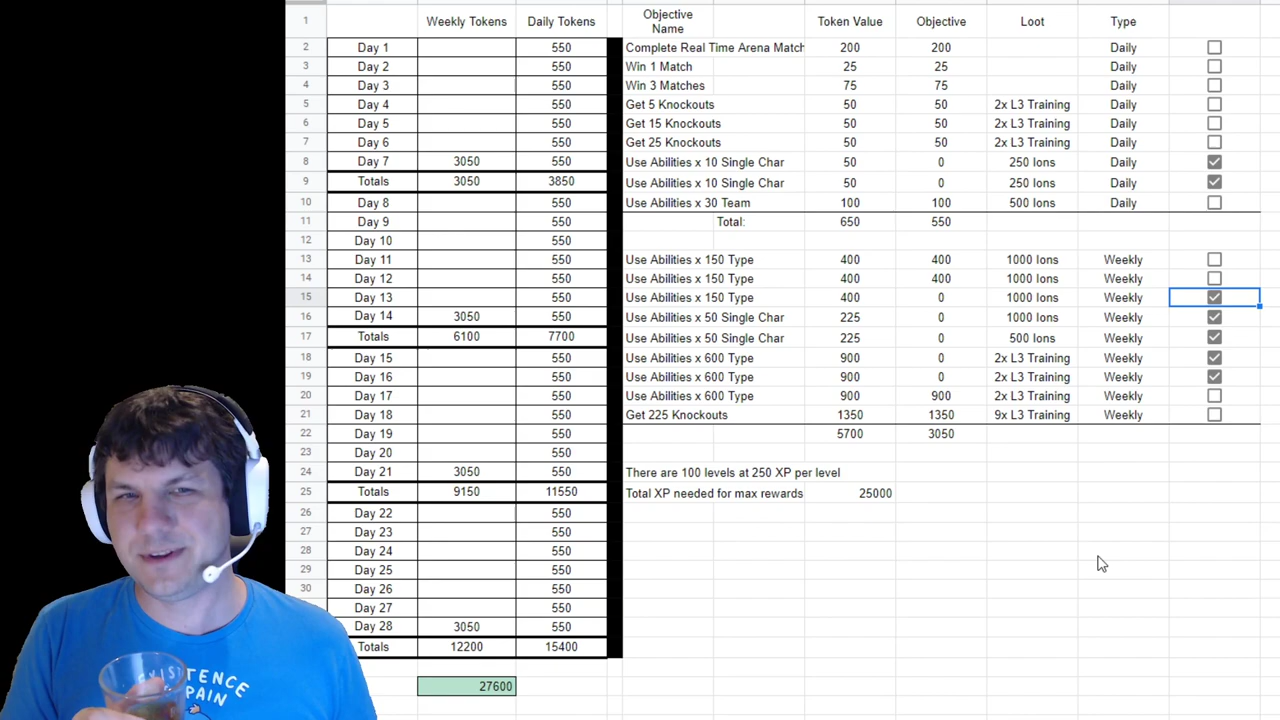 1 Weekly Tokens Daily Tokens Objective Name Token Value Objective Loot Type
2 Day 1 550 Complete Real Time Arena Match 200 200 Daily
3 Day 2 550 Win 1 Match 25 25 Daily
4 Day 3 550 Win 3 Matches 75 75 Daily
5 Day 4 550 Get 5 Knockouts 50 50 2x L3 Training Daily
6 Day 5 550 Get 15 Knockouts 50 50 2x L3 Training Daily
7 Day 6 550 Get 25 Knockouts 50 50 2x L3 Training Daily
8 Day 7 3050 550 Use Abilities x 10 Single Char 50 0 250 Ions Daily
9 Totals 3050 3850 Use Abilities x 10 Single Char 50 0 250 Ions Daily
10 Day 8 550 Use Abilities x 30 Team 100 100 500 Ions Daily
11 Day 9 550 Total: 650 550
12 Day 10 550
13 Day 11 550 Use Abilities x 150 Type 400 400 1000 Ions Weekly
14 Day 12 550 Use Abilities x 150 Type 400 400 1000 Ions Weekly
15 Day 13 550 Use Abilities x 150 Type 400 0 1000 Ions Weekly
16 Day 14 3050 550 Use Abilities x 50 Single Char 225 0 1000 Ions Weekly
17 Totals 6100 7700 Use Abilities x 50 Single Char 225 0 500 Ions Weekly
18 Day 15 550 Use Abilities x 600 Type 900 0 2x L3 Training Weekly
19 Day 16 550 Use Abilities x 600 Type 900 0 2x L3 Training Weekly
20 Day 17 550 Use Abilities x 600 Type 900 900 2x L3 Training Weekly
21 Day 18 550 Get 225 Knockouts 1350 1350 9x L3 Training Weekly
22 Day 19 550 5700 3050
23 Day 20 550
24 Day 21 3050 550 There are 100 levels at 250 XP per level
25 Totals 9150 11550 Total XP needed for max rewards 25000
26 Day 22 550
27 Day 23 550
28 Day 24 550
29 Day 25 550
30 Day 26 550
Day 27 550
Day 28 3050 550
Totals 12200 15400
27600